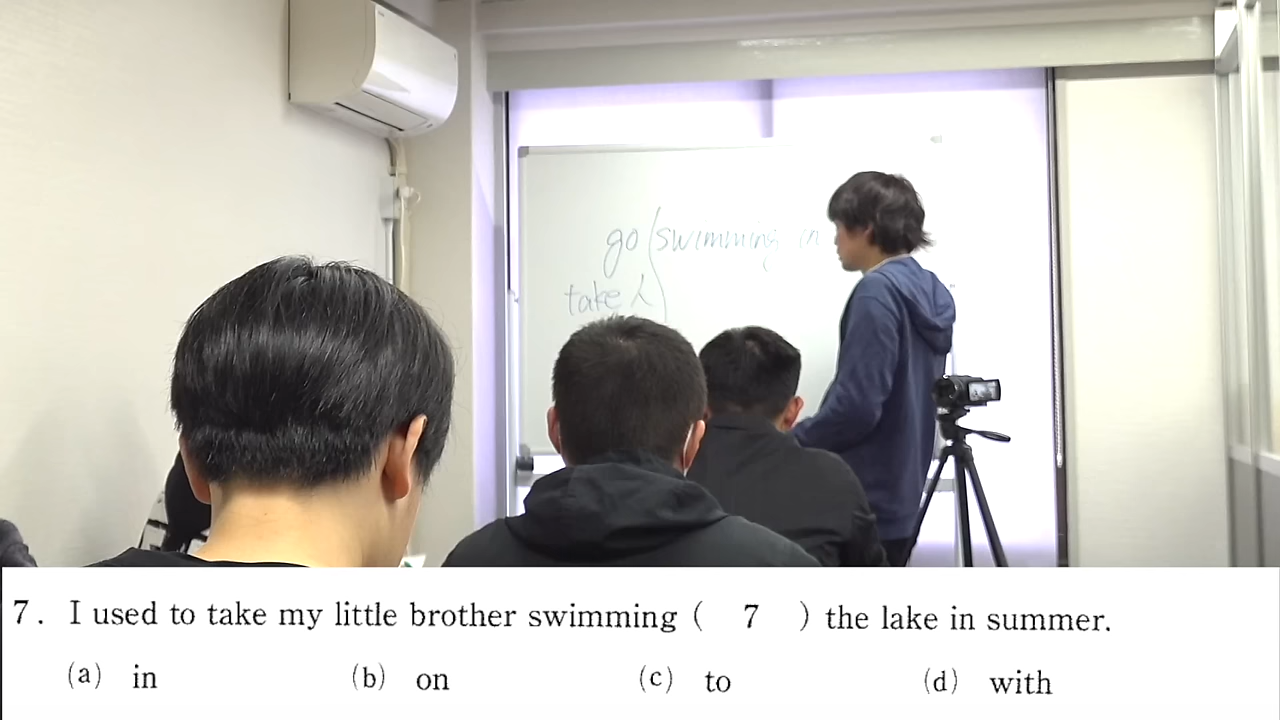 go (swimming in
take 人
7. I used to take my little brother swimming ( 7 ) the lake in summer.
(a) in (b) on (c) to (d) with